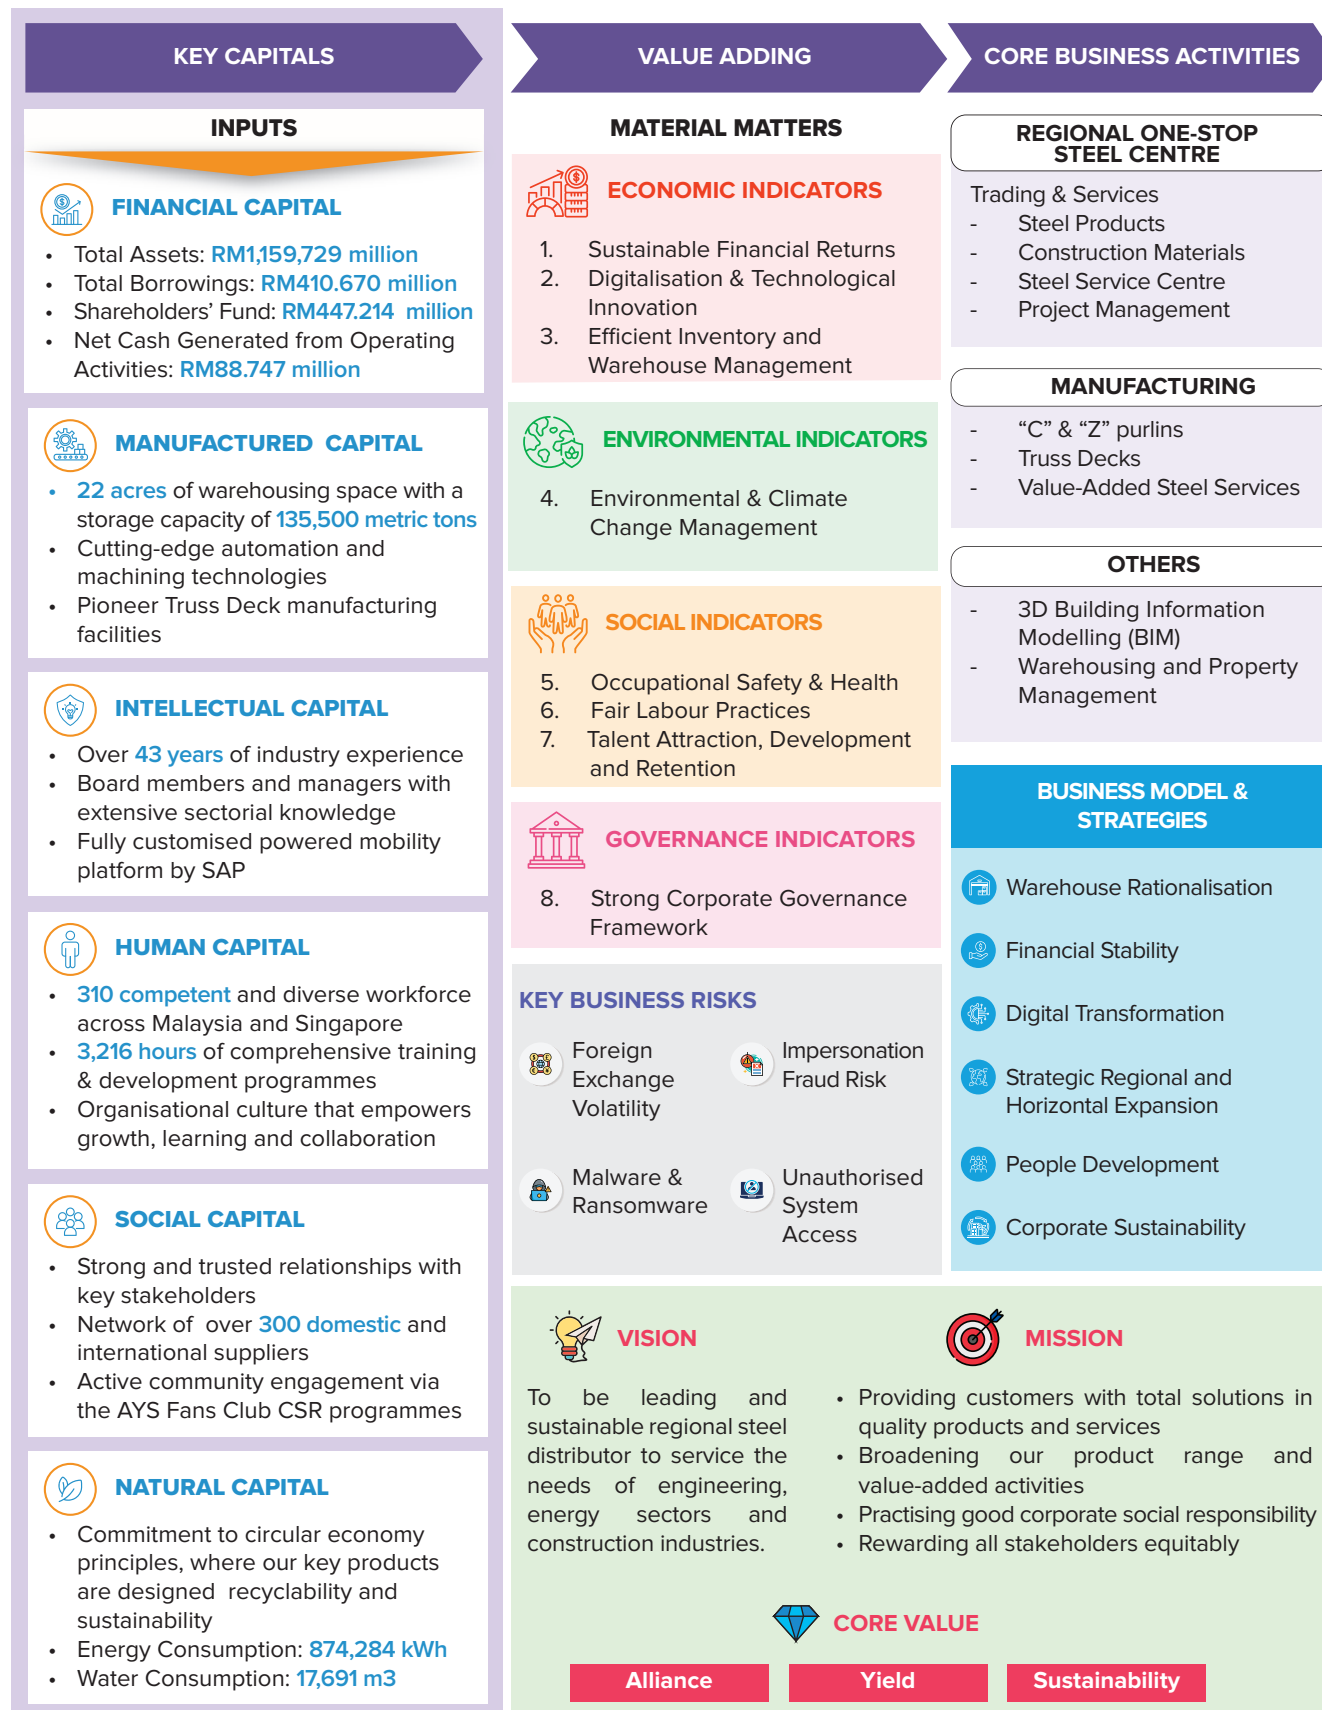 KEY CAPITALS
INPUTS
FINANCIAL CAPITAL
• Total Assets: RM1,159,729 million
• Total Borrowings: RM410.670 million
• Shareholders’ Fund: RM447.214 million
• Net Cash Generated from Operating
Activities: RM88.747 million
MANUFACTURED CAPITAL
• 22 acres of warehousing space with a
storage capacity of 135,500 metric tons
• Cutting-edge automation and
machining technologies
• Pioneer Truss Deck manufacturing
facilities
INTELLECTUAL CAPITAL
• Over 43 years of industry experience
• Board members and managers with
extensive sectorial knowledge
• Fully customised powered mobility
platform by SAP
HUMAN CAPITAL
• 310 competent and diverse workforce
across Malaysia and Singapore
• 3,216 hours of comprehensive training
& development programmes
• Organisational culture that empowers
growth, learning and collaboration
SOCIAL CAPITAL
• Strong and trusted relationships with
key stakeholders
• Network of over 300 domestic and
international suppliers
• Active community engagement via
the AYS Fans Club CSR programmes
NATURAL CAPITAL
• Commitment to circular economy
principles, where our key products
are designed recyclability and
sustainability
• Energy Consumption: 874,284 kWh
• Water Consumption: 17,691 m3
VALUE ADDING
MATERIAL MATTERS
ECONOMIC INDICATORS
1. Sustainable Financial Returns
2. Digitalisation & Technological
Innovation
3. Efficient Inventory and
Warehouse Management
ENVIRONMENTAL INDICATORS
4. Environmental & Climate
Change Management
SOCIAL INDICATORS
5. Occupational Safety & Health
6. Fair Labour Practices
7. Talent Attraction, Development
and Retention
GOVERNANCE INDICATORS
8. Strong Corporate Governance
Framework
KEY BUSINESS RISKS
Foreign
Exchange
Volatility
Impersonation
Fraud Risk
Malware &
Ransomware
Unauthorised
System
Access
CORE BUSINESS ACTIVITIES
REGIONAL ONE-STOP
STEEL CENTRE
Trading & Services
- Steel Products
- Construction Materials
- Steel Service Centre
- Project Management
MANUFACTURING
- “C” & “Z” purlins
- Truss Decks
- Value-Added Steel Services
OTHERS
- 3D Building Information
Modelling (BIM)
- Warehousing and Property
Management
BUSINESS MODEL &
STRATEGIES
Warehouse Rationalisation
Financial Stability
Digital Transformation
Strategic Regional and
Horizontal Expansion
People Development
Corporate Sustainability
VISION
To be leading and
sustainable regional steel
distributor to service the
needs of engineering,
energy sectors and
construction industries.
MISSION
• Providing customers with total solutions in
quality products and services
• Broadening our product range and
value-added activities
• Practising good corporate social responsibility
• Rewarding all stakeholders equitably
CORE VALUE
Alliance
Yield
Sustainability